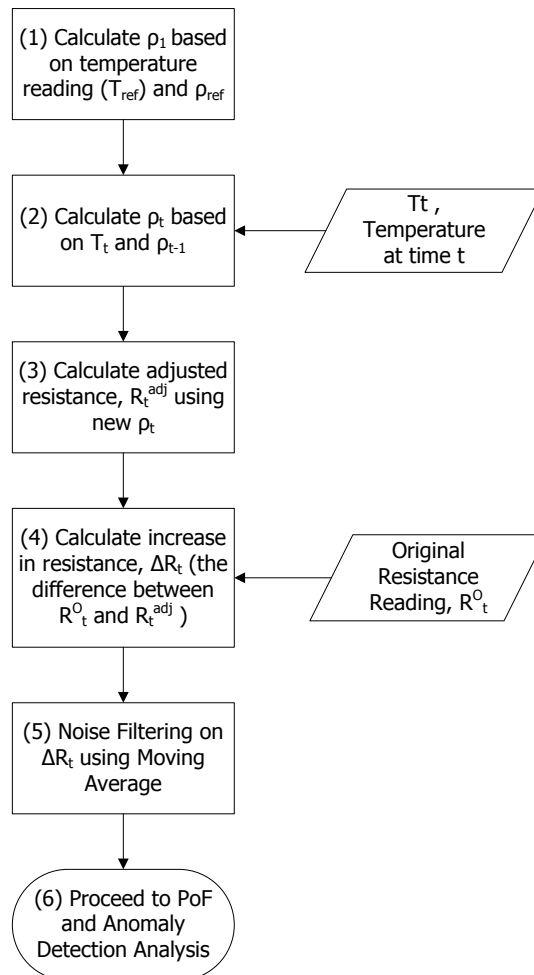 (1) Calculate ρ₁ based
on temperature
reading (T_ref) and ρ_ref
(2) Calculate ρₜ based
on Tₜ and ρₜ₋₁
Tt ,
Temperature
at time t
(3) Calculate adjusted
resistance, Rₜᵃᵈʲ using
new ρₜ
(4) Calculate increase
in resistance, ΔRₜ (the
difference between
Rᴼₜ and Rₜᵃᵈʲ )
Original
Resistance
Reading, Rᴼₜ
(5) Noise Filtering on
ΔRₜ using Moving
Average
(6) Proceed to PoF
and Anomaly
Detection Analysis